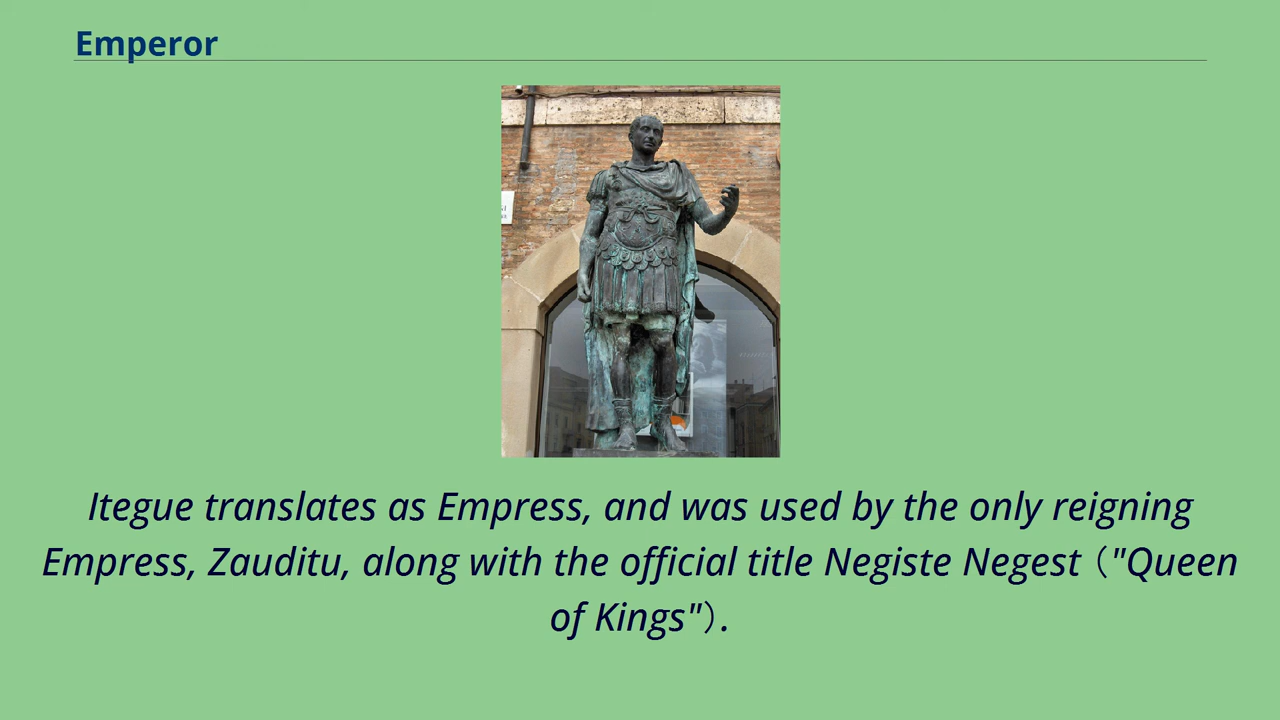 Emperor
Itegue translates as Empress, and was used by the only reigning
Empress, Zauditu, along with the official title Negiste Negest（"Queen
of Kings"）.